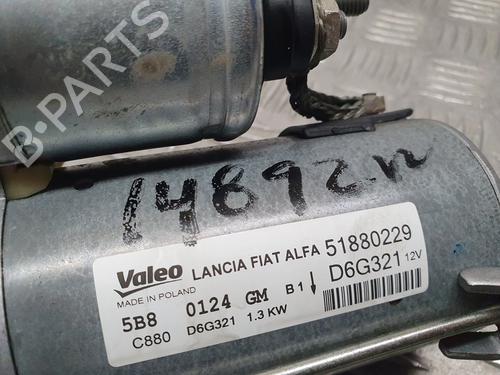 B-PARTS
14892 n
Valeo LANCIA FIAT ALFA 51880229
MADE IN POLAND D6G321 12V
5B8 0124 GM B1↓
C880 D6G321 1.3 KW